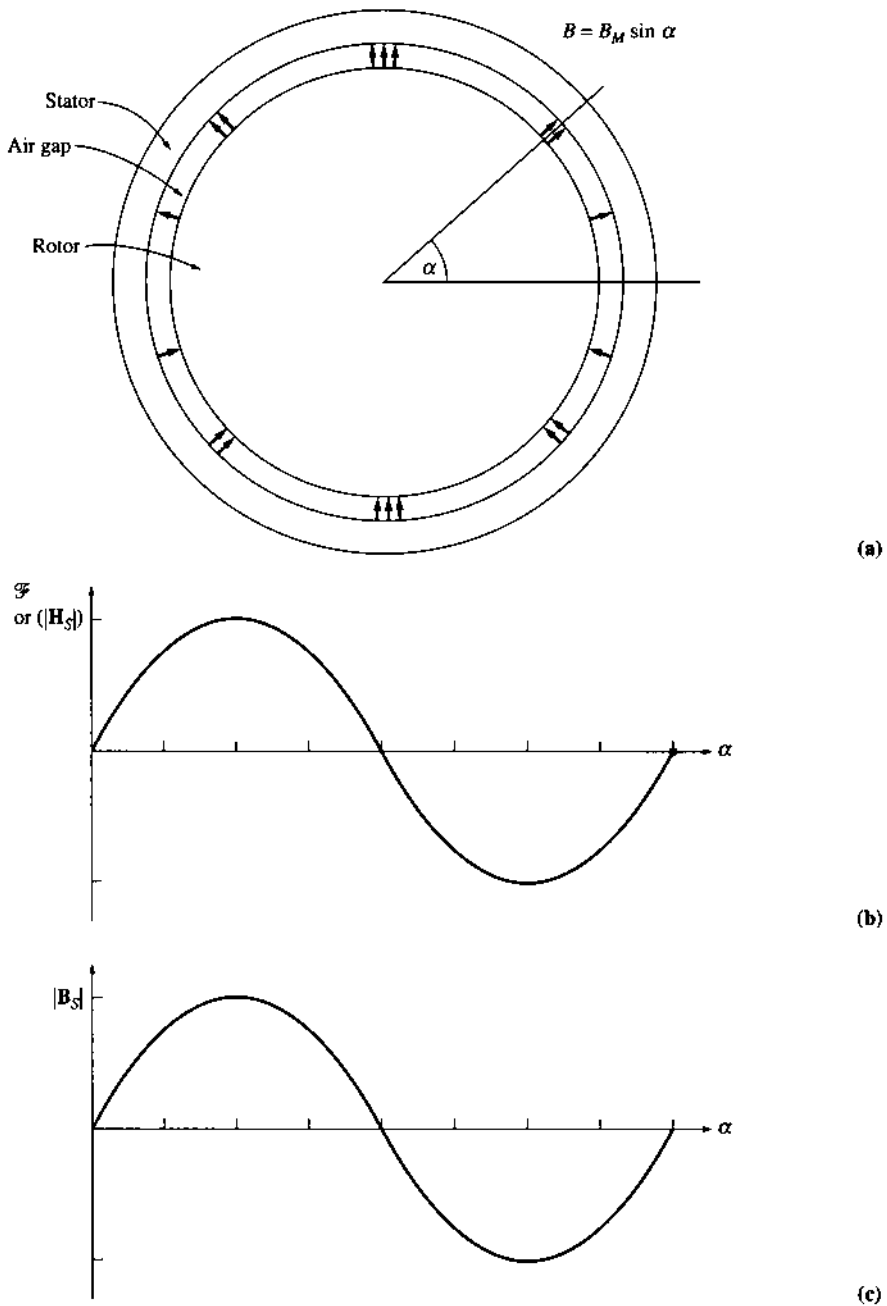 B = B_M sin α
Stator
Air gap
Rotor
α
(a)
ℱ
or (|H_S|)
α
(b)
|B_S|
α
(c)